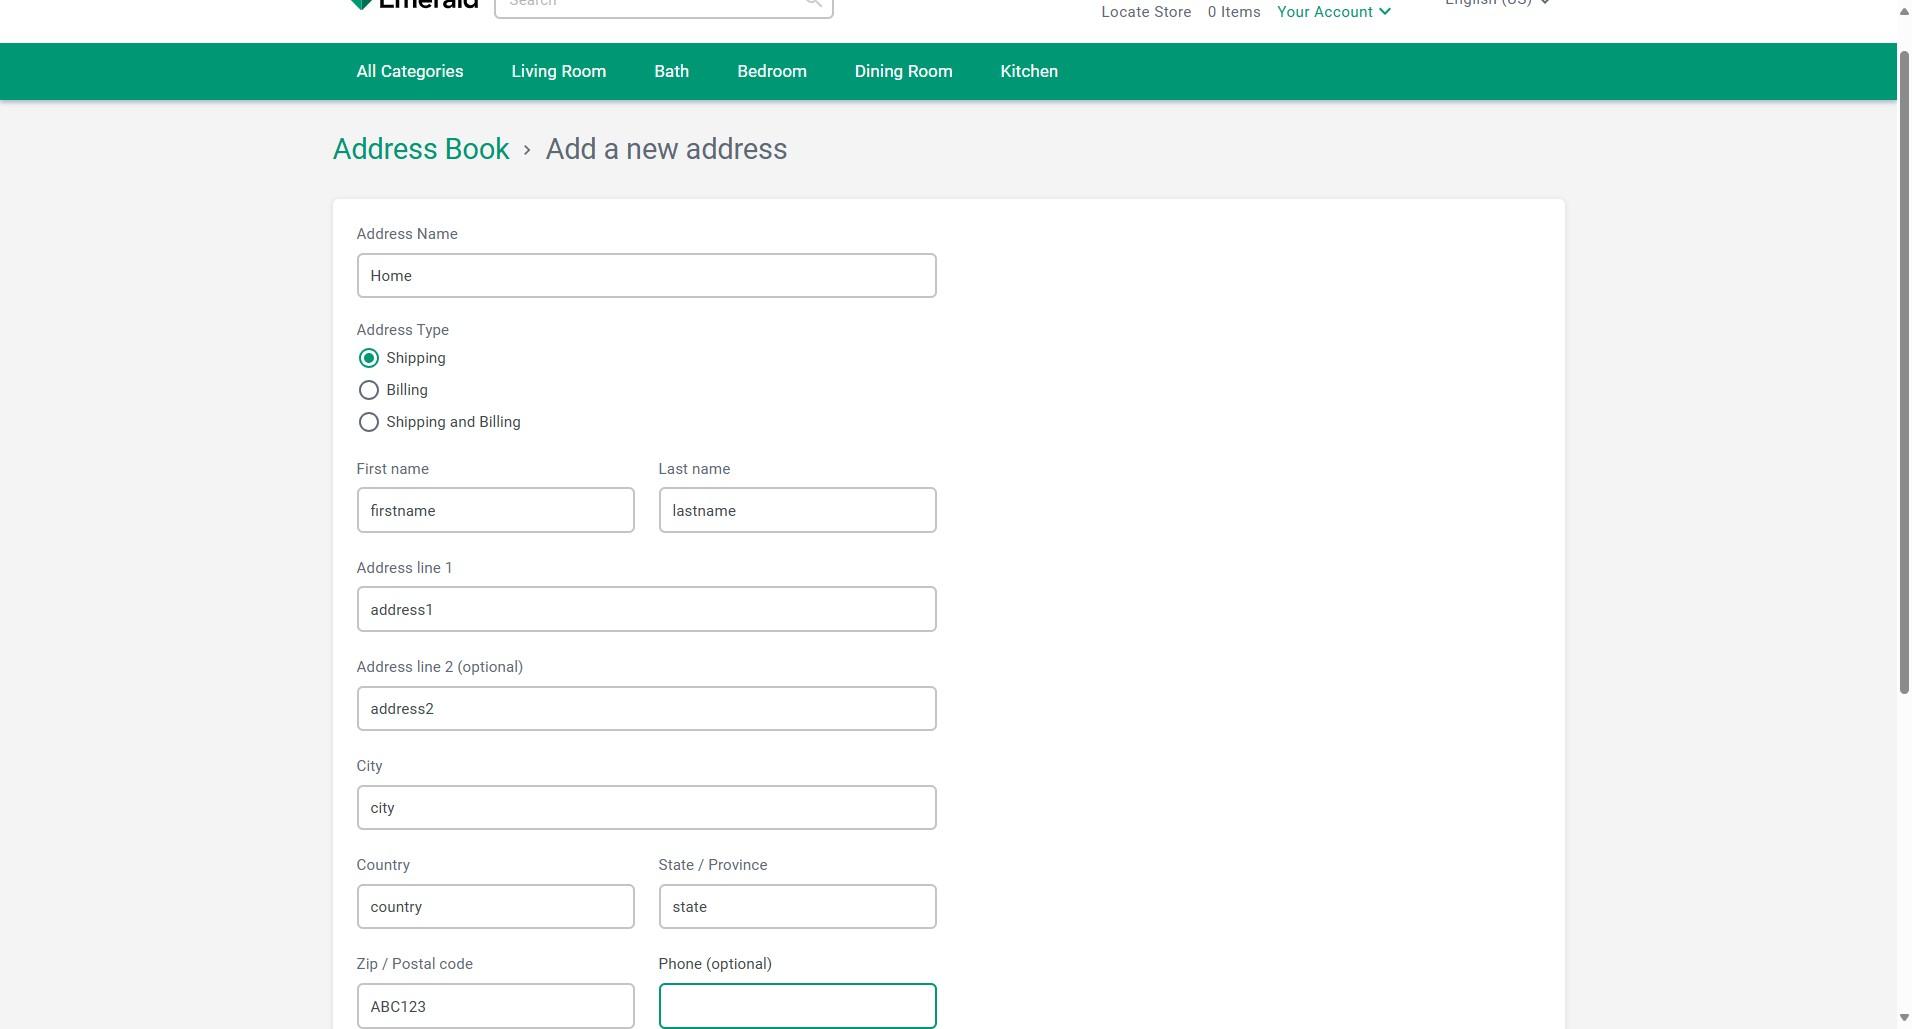 Emerald
Search
Locate Store 0 Items Your Account English (US)
All Categories Living Room Bath Bedroom Dining Room Kitchen
Address Book › Add a new address
Address Name
Home
Address Type
Shipping
Billing
Shipping and Billing
First name Last name
firstname lastname
Address line 1
address1
Address line 2 (optional)
address2
City
city
Country State / Province
country state
Zip / Postal code Phone (optional)
ABC123